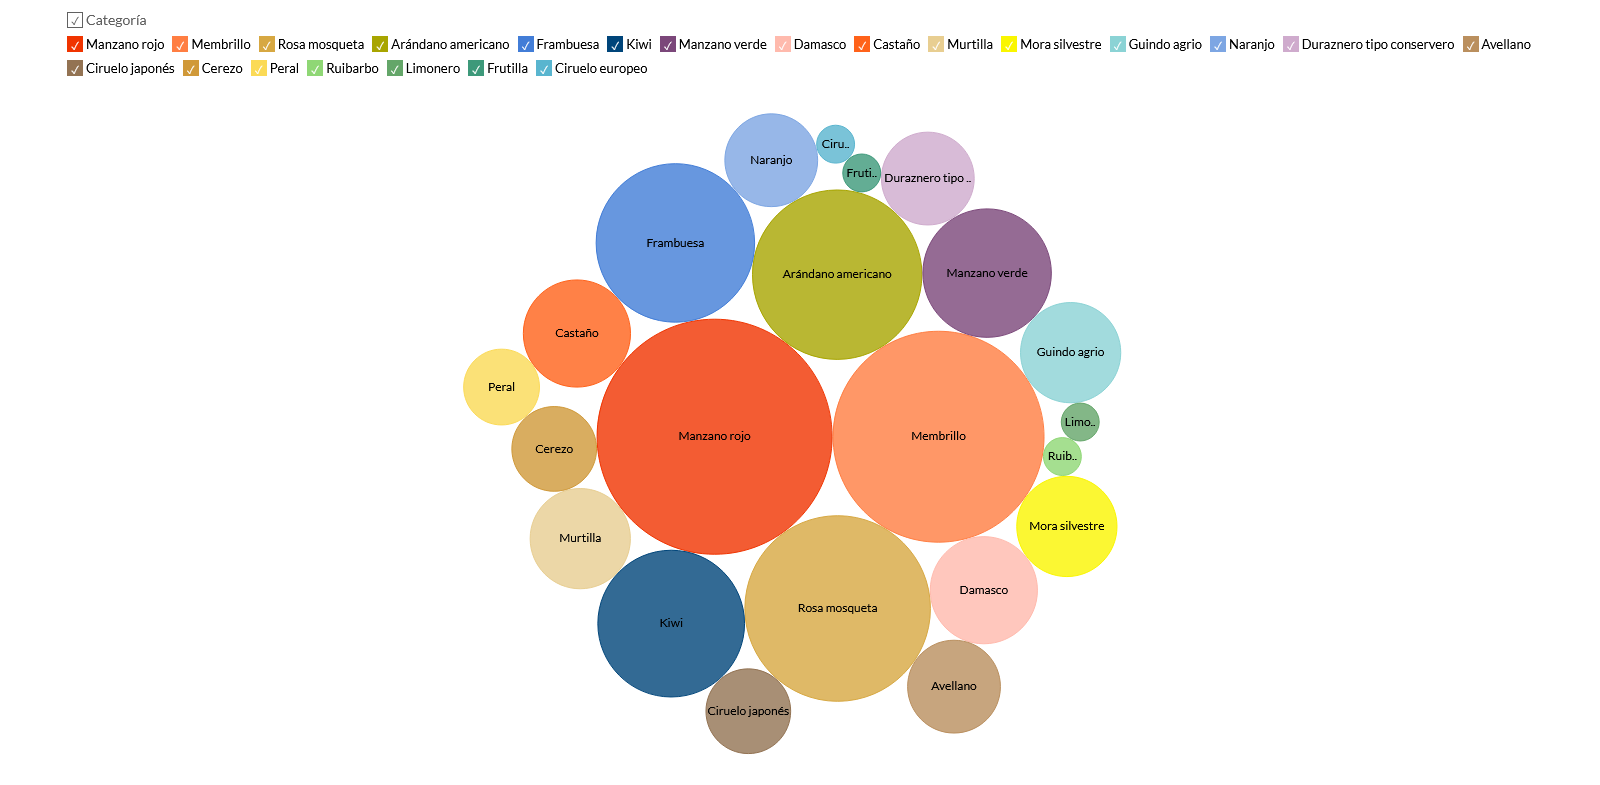 Categoría
Manzano rojo Membrillo Rosa mosqueta Arándano americano Frambuesa Kiwi Manzano verde Damasco Castaño Murtilla Mora silvestre Guindo agrio Naranjo Duraznero tipo conservero Avellano
Ciruelo japonés Cerezo Peral Ruibarbo Limonero Frutilla Ciruelo europeo
Ciru..
Naranjo
Fruti..
Duraznero tipo ..
Frambuesa
Arándano americano
Manzano verde
Castaño
Guindo agrio
Peral
Limo..
Manzano rojo
Membrillo
Cerezo
Ruib..
Mora silvestre
Murtilla
Damasco
Rosa mosqueta
Kiwi
Avellano
Ciruelo japonés